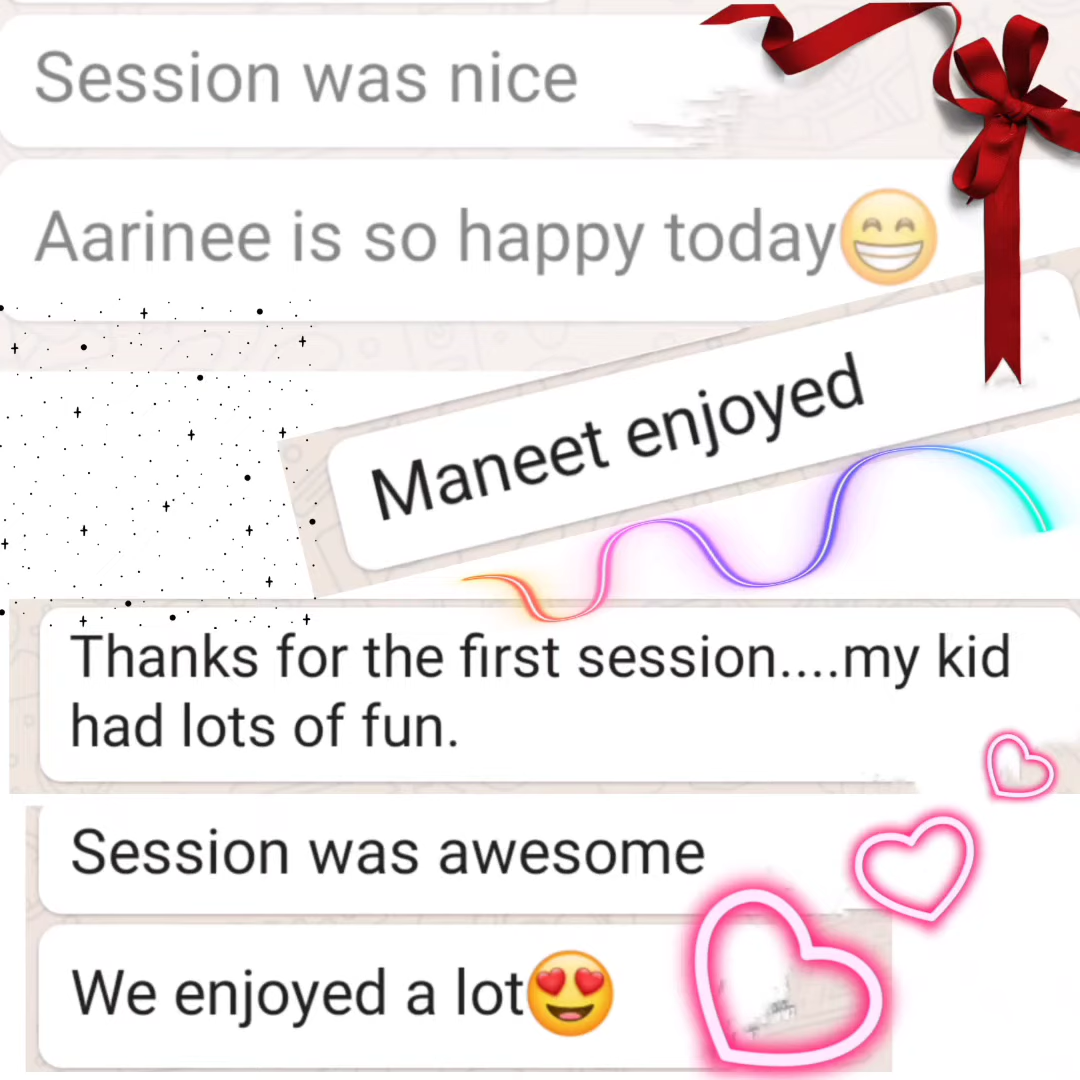 Session was nice
Aarinee is so happy today😁
Maneet enjoyed
Thanks for the first session....my kid
had lots of fun.
Session was awesome
We enjoyed a lot😍